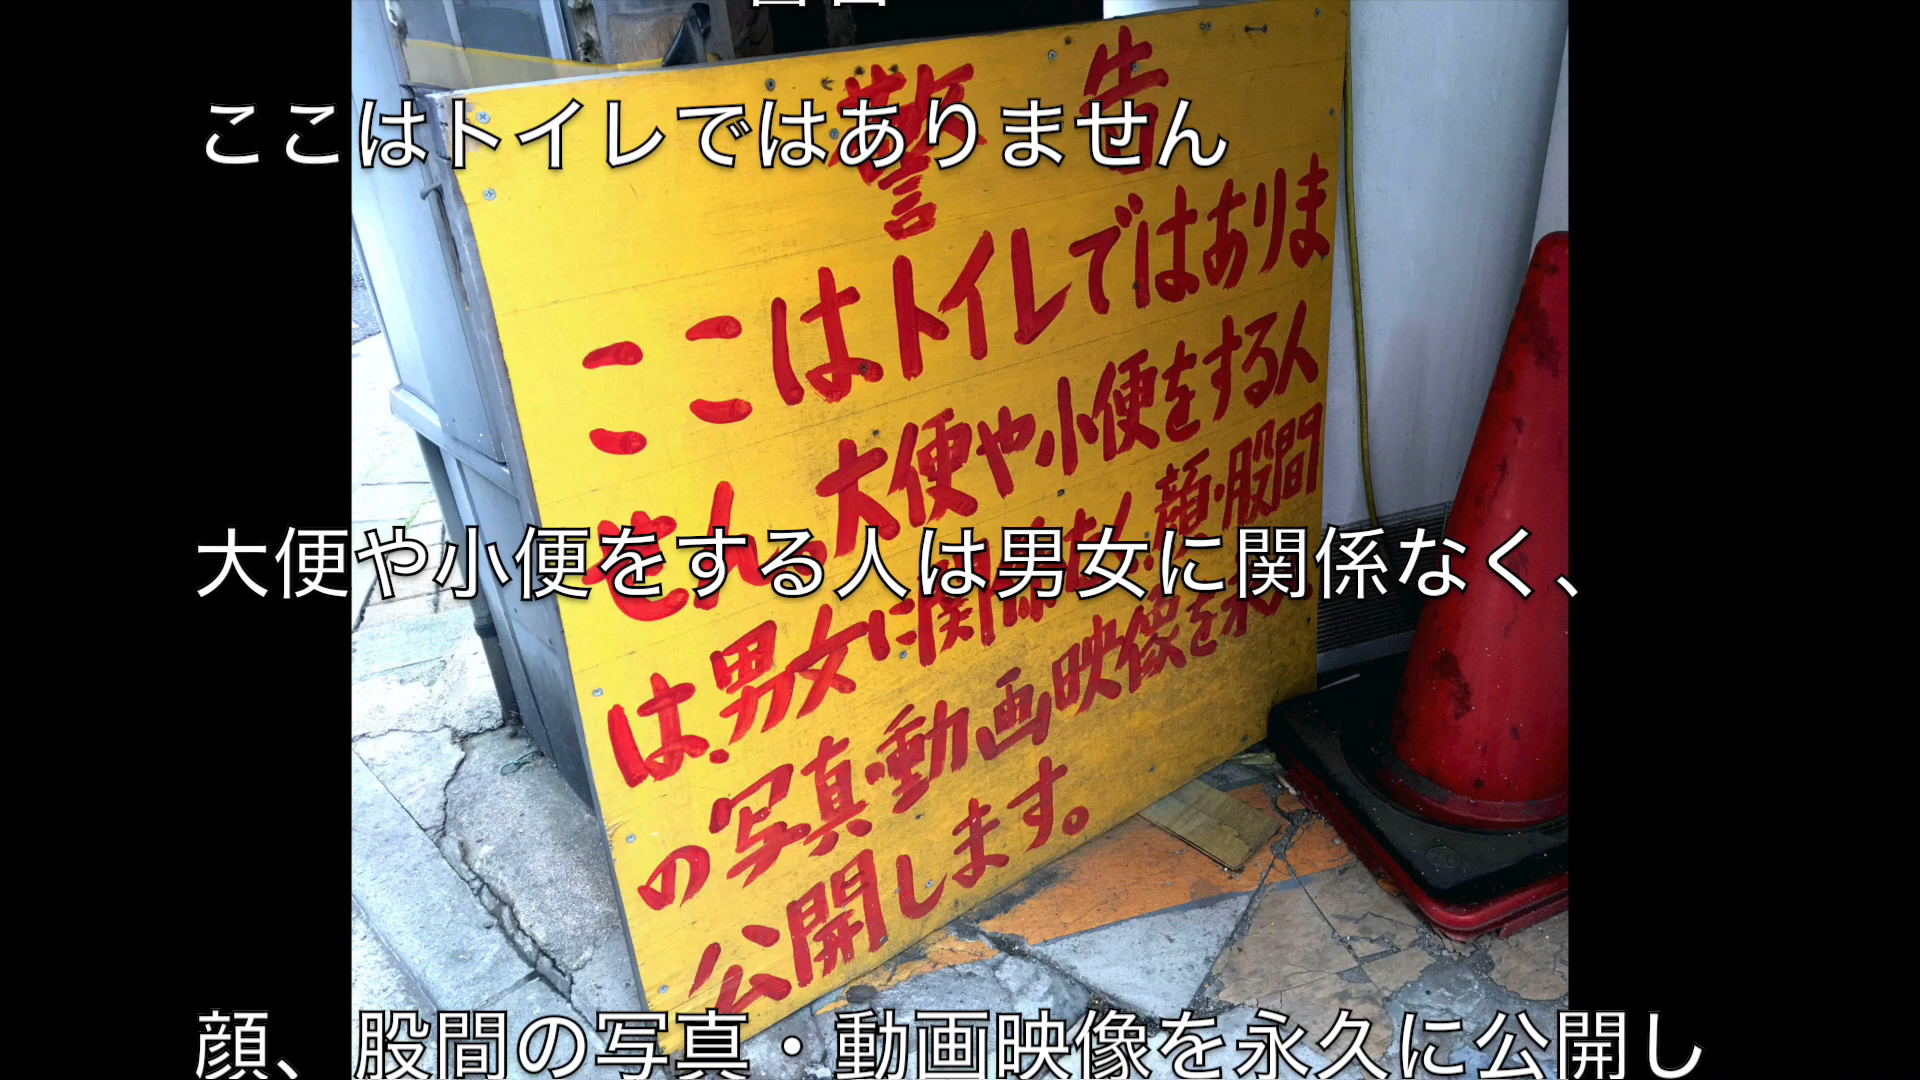 ここはトイレではありません
大便や小便をする人は男女に関係なく、
顔、股間の写真・動画映像を永久に公開し
警告
ここはトイレではありま
せん、大便や小便をする人
は、男女に関係なく、顔・股間
の写真・動画映像を永久
公開します。